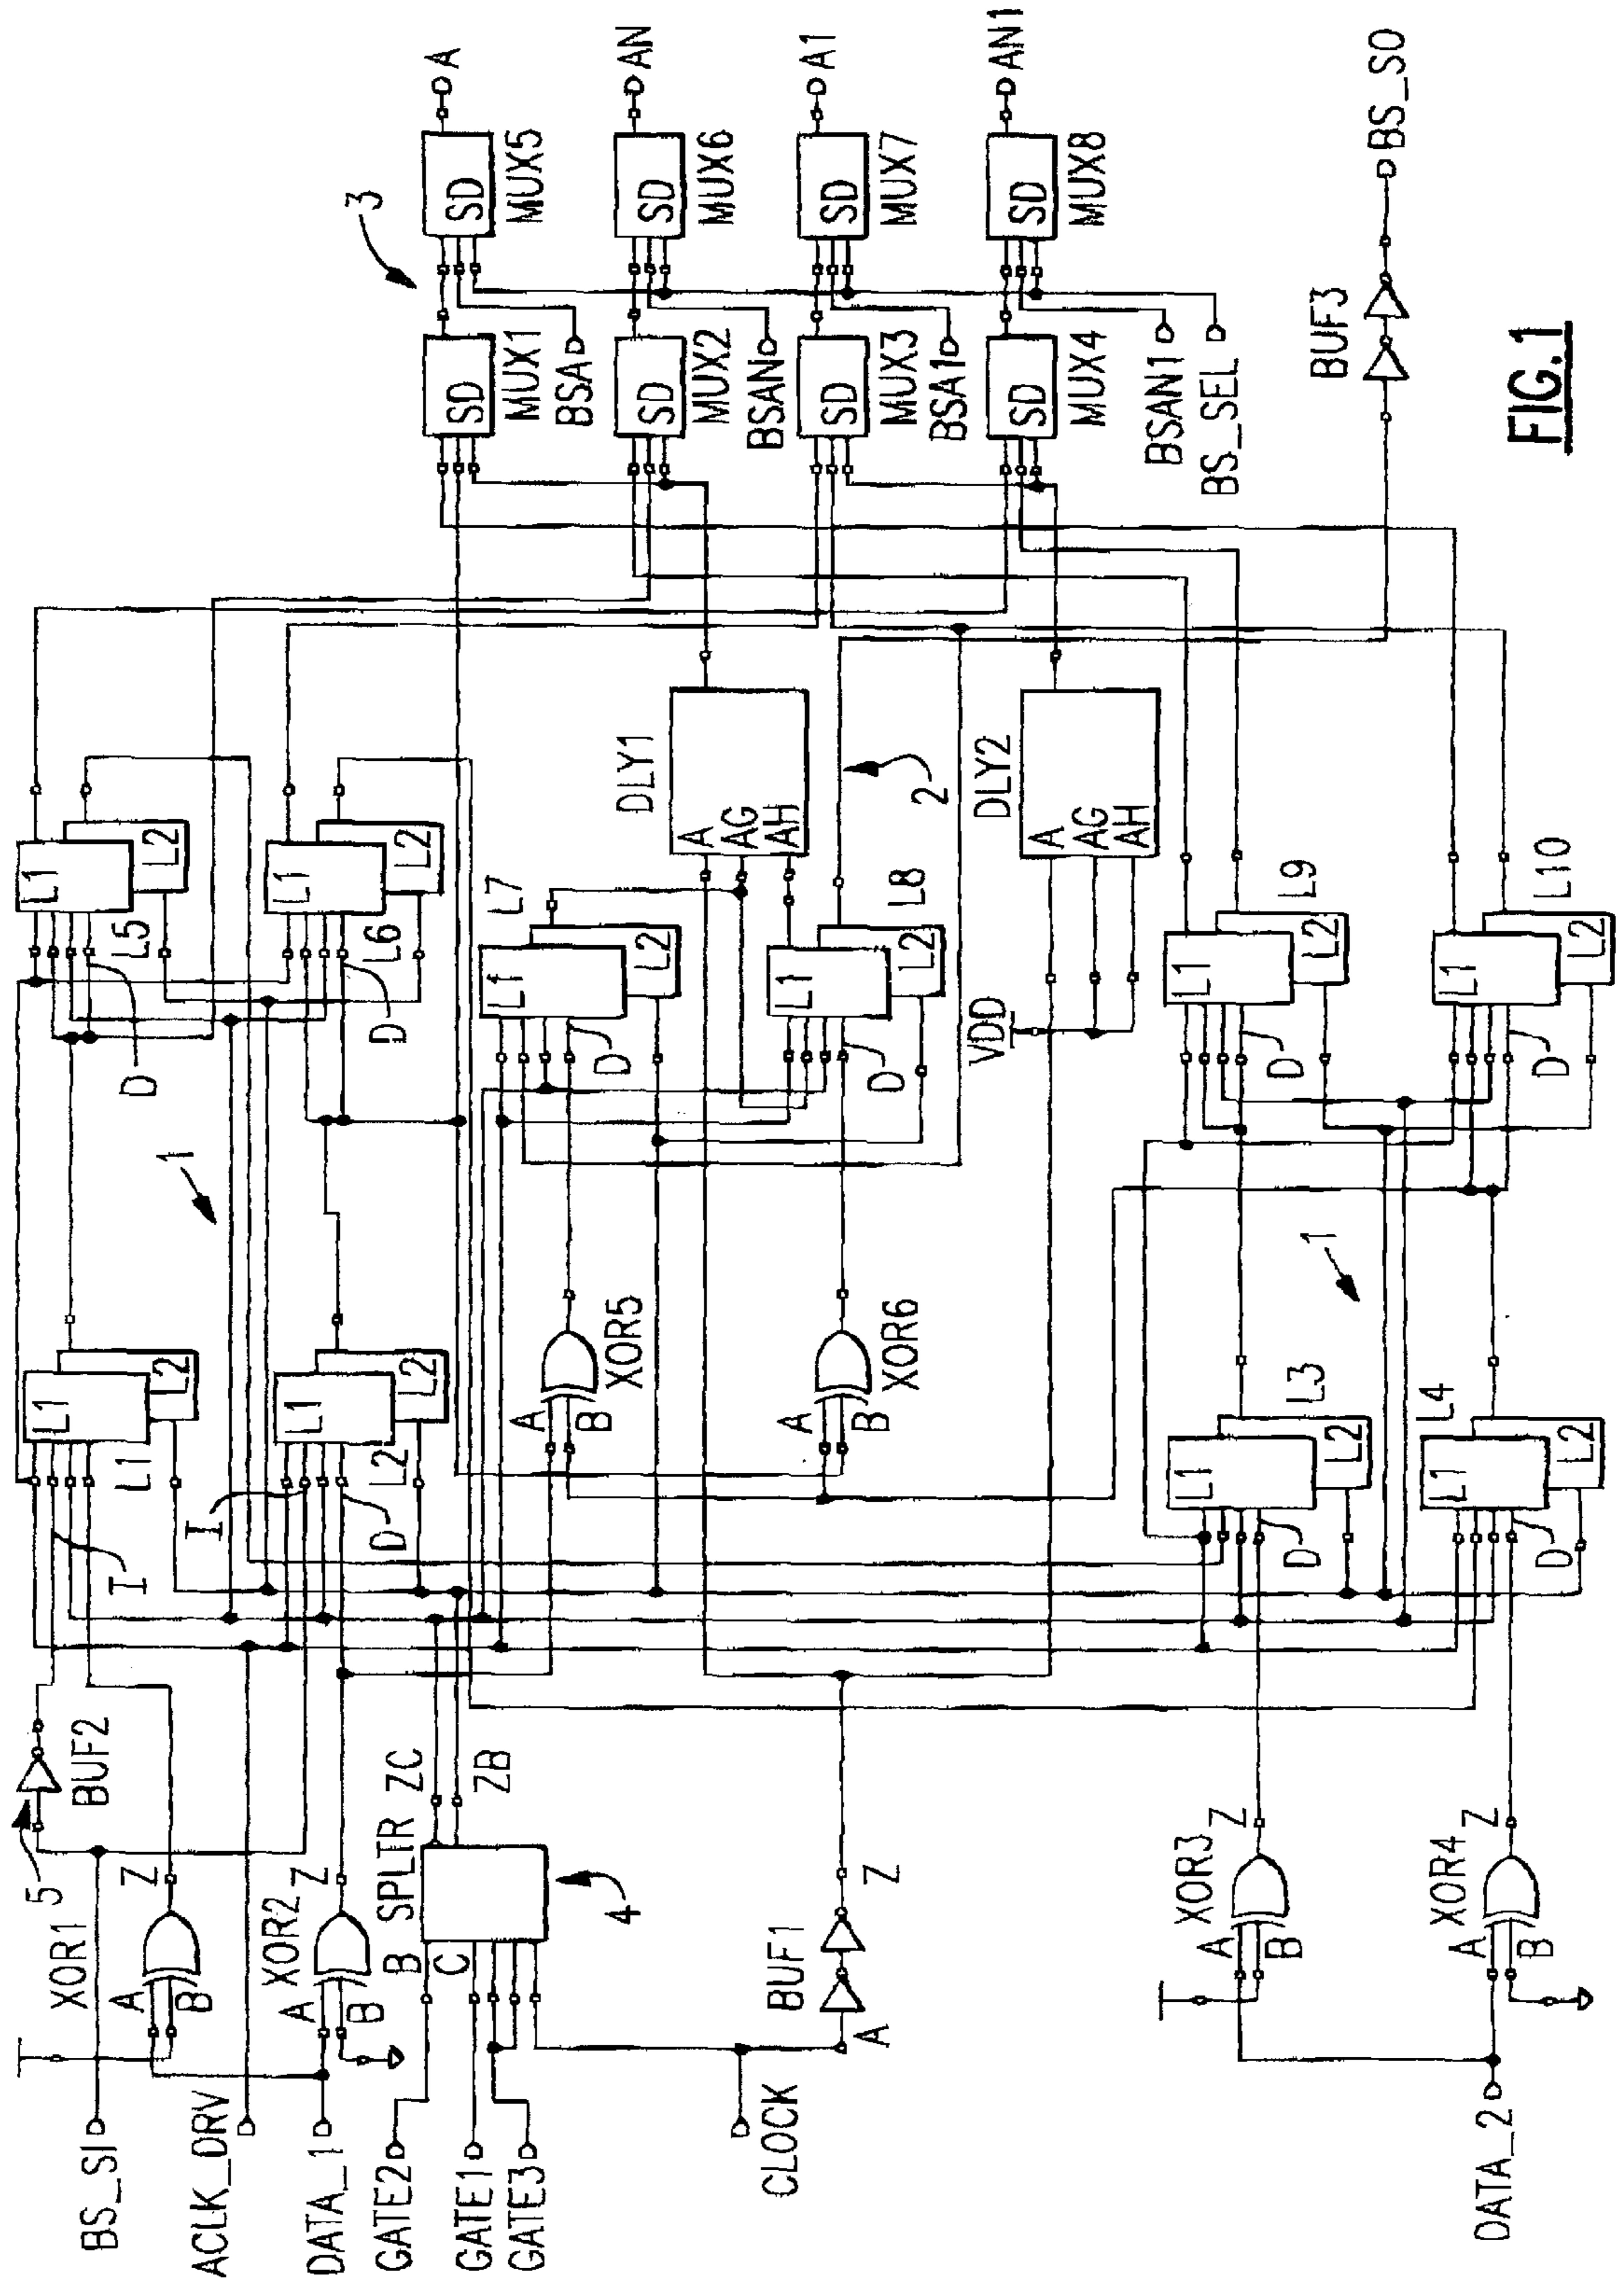 BS_SI
ACLK_DRV
DATA_1
GATE2
GATE1
GATE3
CLOCK
DATA_2
XOR1
A
B
Z
5
BUF2
XOR2
A
B
Z
SPLTR
B
C
ZC
ZB
4
BUF1
A
Z
XOR3
A
B
Z
XOR4
A
B
Z
L1
L2
L1
I
L1
L2
L2
I
D
1
XOR5
A
B
XOR6
A
B
L1
L2
L3
D
L1
L2
L4
D
1
L1
L2
L5
D
L1
L2
L6
D
L1
L2
L7
D
L1
L2
L8
D
DLY1
A
AG
AH
2
DLY2
A
AG
AH
VDD
L1
L2
L9
D
L1
L2
L10
D
3
SD
MUX1
BSA
SD
MUX2
BSAN
SD
MUX3
BSA1
SD
MUX4
BSAN1
BS_SEL
SD
MUX5
A
SD
MUX6
AN
SD
MUX7
A1
SD
MUX8
AN1
BUF3
BS_SO
FIG.1